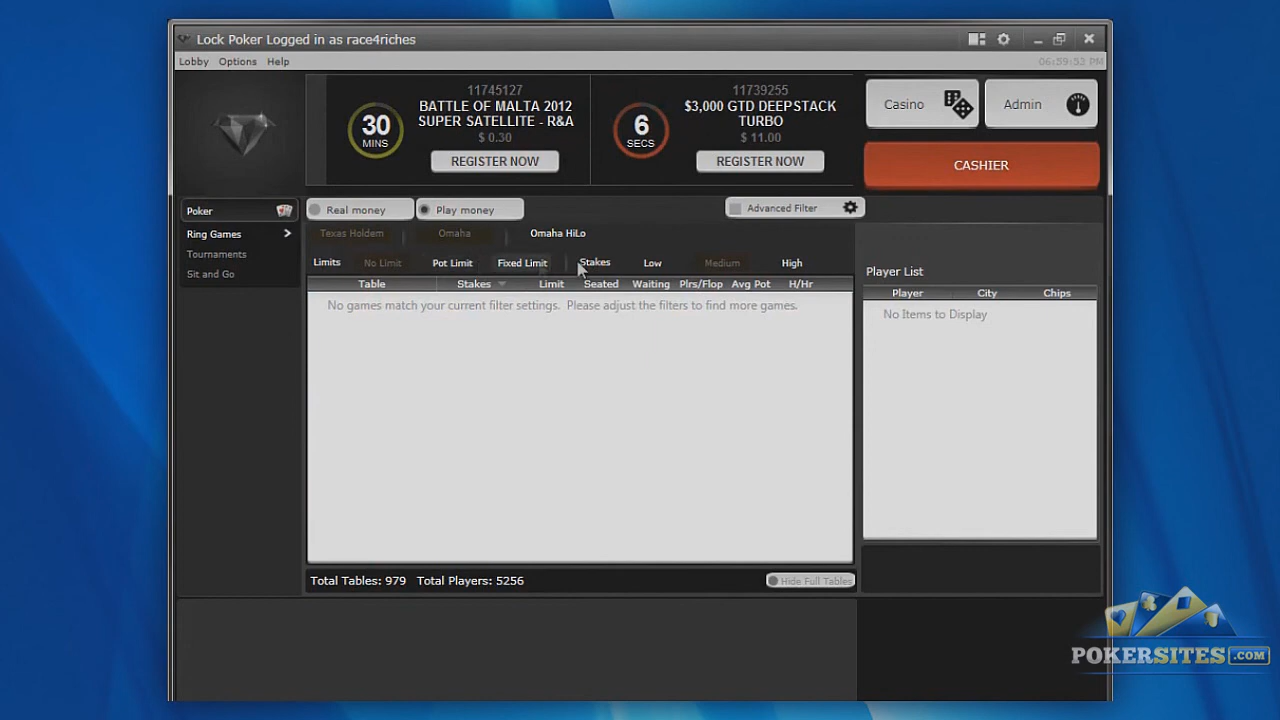 Lock Poker Logged in as race4riches
Lobby Options Help
06:59:53 PM
30
MINS
11745127
BATTLE OF MALTA 2012
SUPER SATELLITE - R&A
$ 0.30
REGISTER NOW
6
SECS
11739255
$3,000 GTD DEEPSTACK
TURBO
$ 11.00
REGISTER NOW
Casino
Admin
CASHIER
Poker
Ring Games
Tournaments
Sit and Go
Real money
Play money
Advanced Filter
Texas Holdem Omaha Omaha HiLo
Limits No Limit Pot Limit Fixed Limit Stakes Low Medium High
Table Stakes Limit Seated Waiting Plrs/Flop Avg Pot H/Hr
No games match your current filter settings. Please adjust the filters to find more games.
Player List
Player City Chips
No Items to Display
Total Tables: 979 Total Players: 5256
Hide Full Tables
POKERSITES.COM